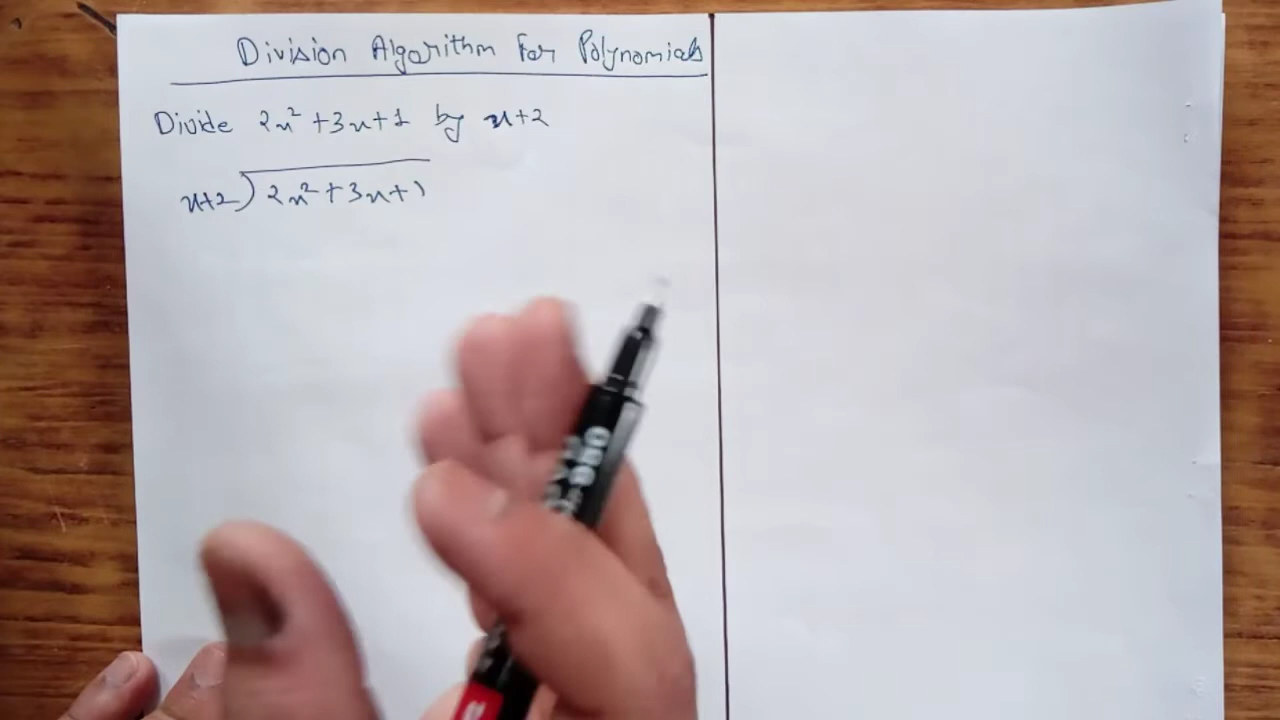 Division Algorithm For Polynomials
Divide 2x² + 3x + 1 by x + 2
x+2) 2x² + 3x + 1